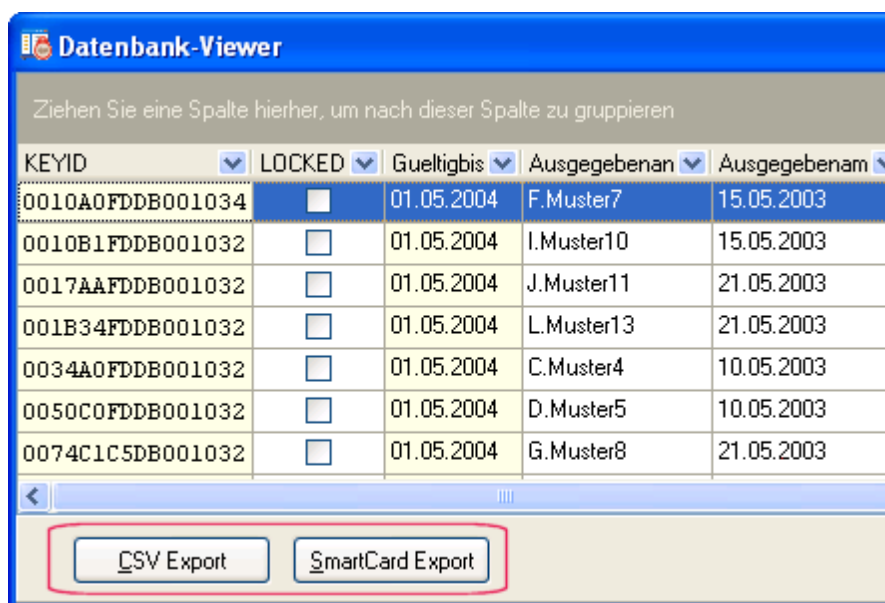 Datenbank-Viewer
Ziehen Sie eine Spalte hierher, um nach dieser Spalte zu gruppieren
KEYID LOCKED Gueltigbis Ausgegebenan Ausgegebenam
0010A0FDDB001034 01.05.2004 F.Muster7 15.05.2003
0010B1FDDB001032 01.05.2004 I.Muster10 15.05.2003
0017AAFDDB001032 01.05.2004 J.Muster11 21.05.2003
001B34FDDB001032 01.05.2004 L.Muster13 21.05.2003
0034A0FDDB001032 01.05.2004 C.Muster4 10.05.2003
0050C0FDDB001032 01.05.2004 D.Muster5 10.05.2003
0074C1C5DB001032 01.05.2004 G.Muster8 21.05.2003
CSV Export SmartCard Export